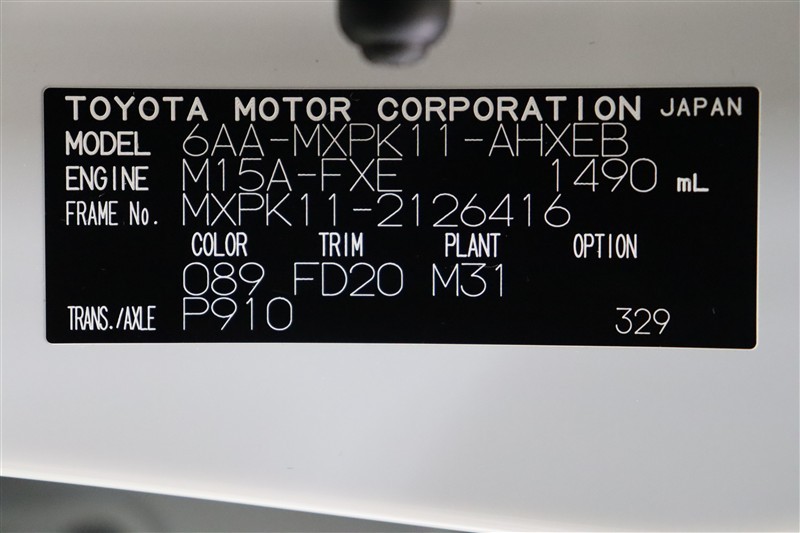 TOYOTA MOTOR CORPORATION JAPAN
MODEL 6AA-MXPK11-AHXEB
ENGINE M15A-FXE 1490 mL
FRAME No. MXPK11-2126416
COLOR TRIM PLANT OPTION
089 FD20 M31
TRANS./AXLE P910 329